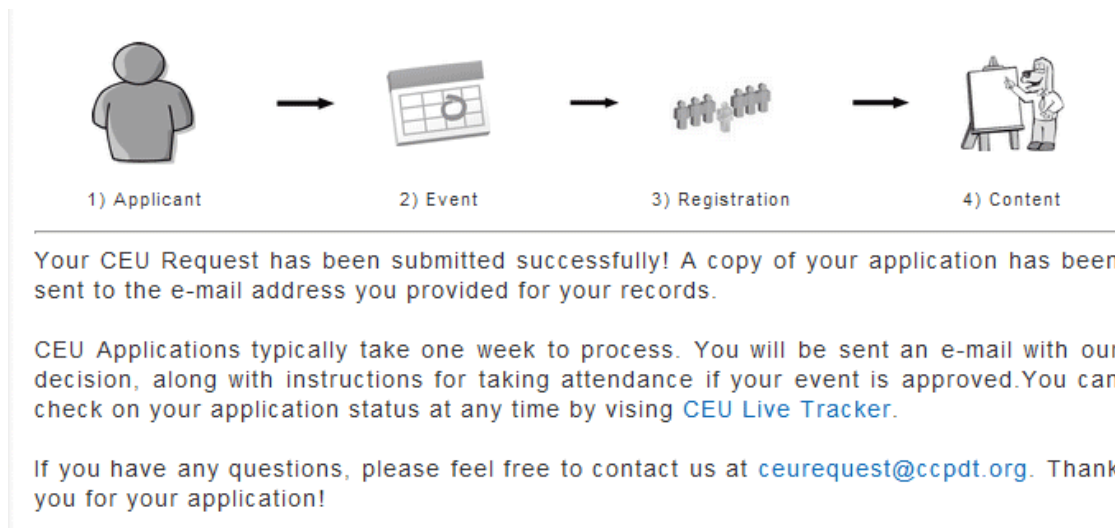 1) Applicant
2) Event
3) Registration
4) Content
Your CEU Request has been submitted successfully! A copy of your application has been
sent to the e-mail address you provided for your records.
CEU Applications typically take one week to process. You will be sent an e-mail with our
decision, along with instructions for taking attendance if your event is approved.You can
check on your application status at any time by vising CEU Live Tracker.
If you have any questions, please feel free to contact us at ceurequest@ccpdt.org. Thank
you for your application!